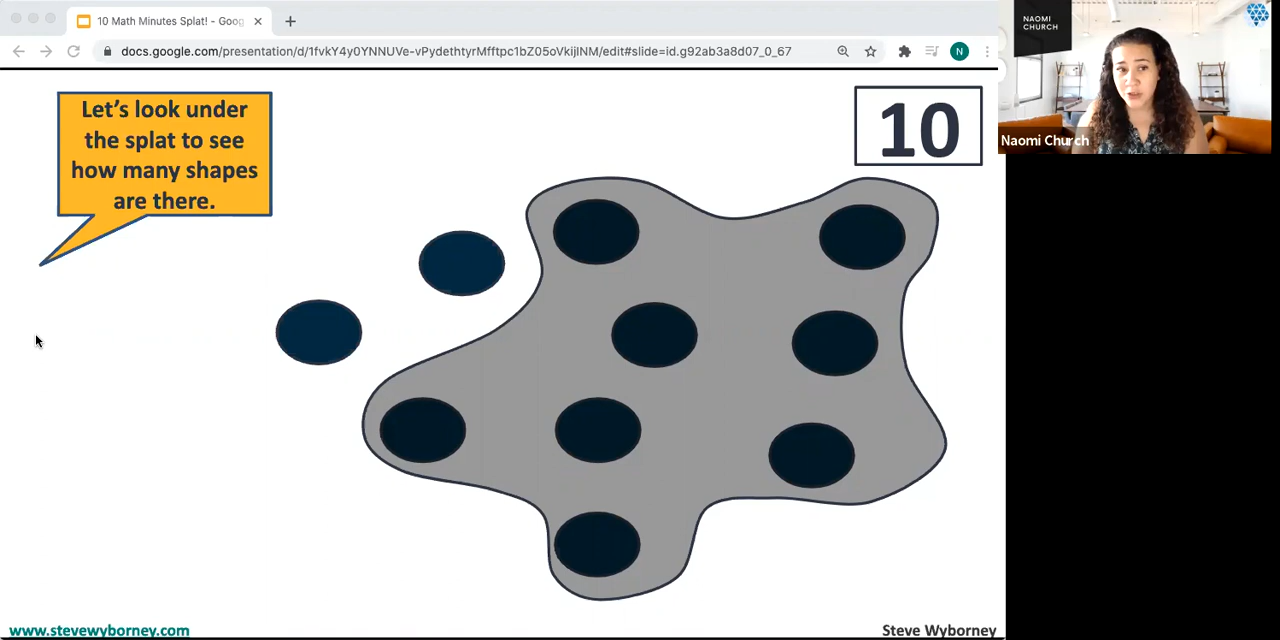 10 Math Minutes Splat! - Goog
NAOMI
CHURCH
docs.google.com/presentation/d/1fvkY4y0YNNUVe-vPydethtyrMfftpc1bZ05oVkijINM/edit#slide=id.g92ab3a8d07_0_67
N
Let's look under
the splat to see
how many shapes
are there.
10
Naomi Church
www.stevewyborney.com
Steve Wyborney